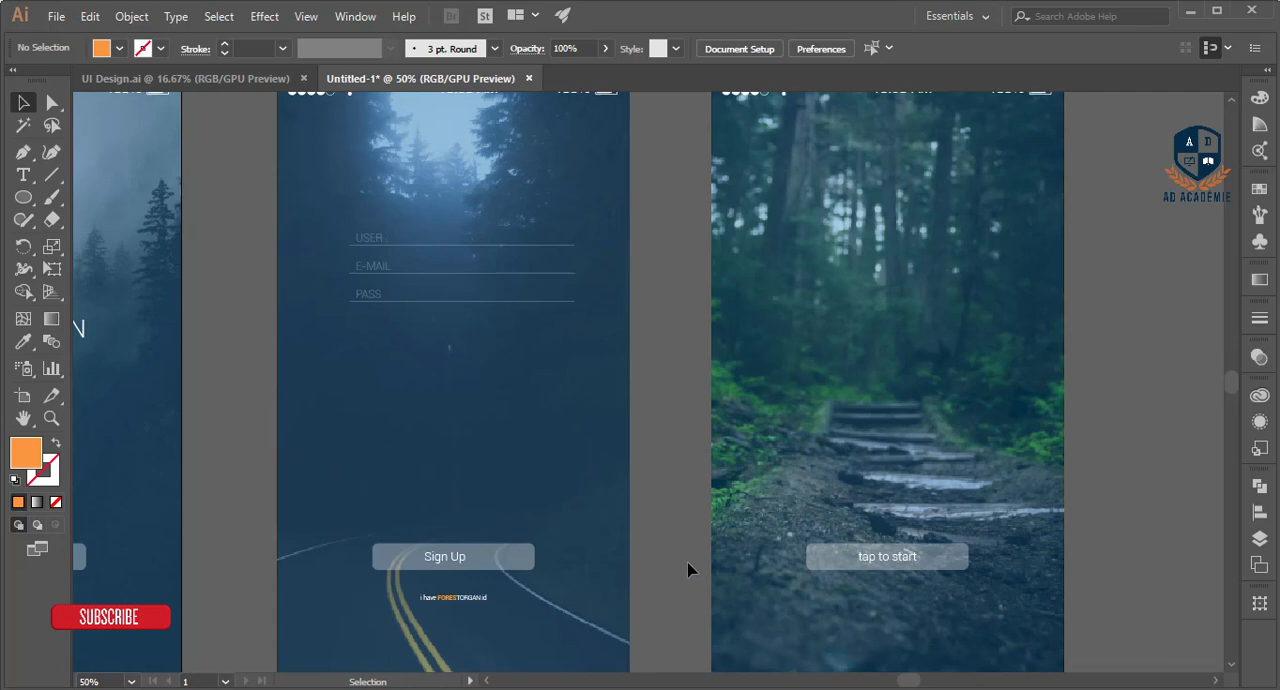 Ai File Edit Object Type Select Effect View Window Help Br St Essentials Search Adobe Help
No Selection Stroke: 3 pt. Round Opacity: 100% Style: Document Setup Preferences
UI Design.ai @ 16.67% (RGB/GPU Preview) × Untitled-1* @ 50% (RGB/GPU Preview) ×
A D
AD ACADEMIE
USER
E-MAIL
PASS
N
Sign Up
tap to start
i have FORESTORGAN id
SUBSCRIBE
50% 1 Selection